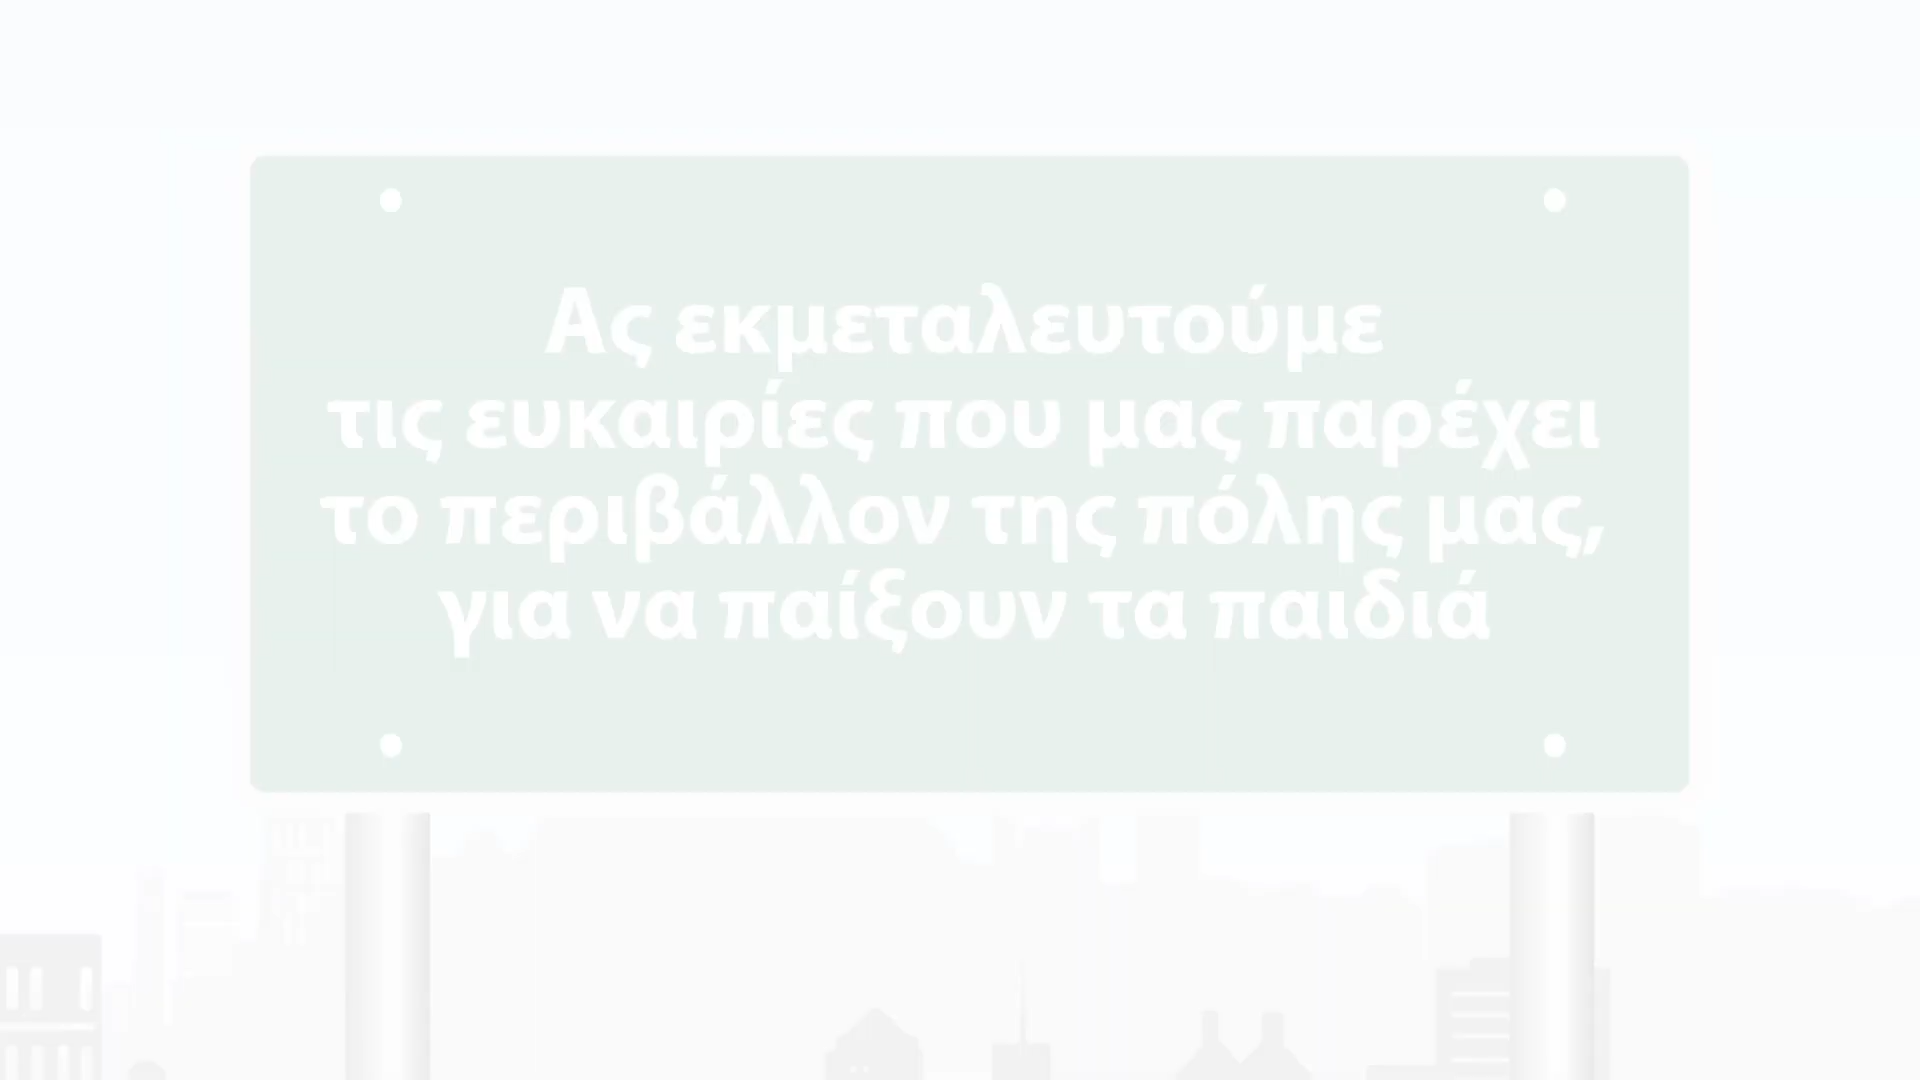 Ας εκμεταλευτούμε
τις ευκαιρίες που μας παρέχει
το περιβάλλον της πόλης μας,
για να παίξουν τα παιδιά